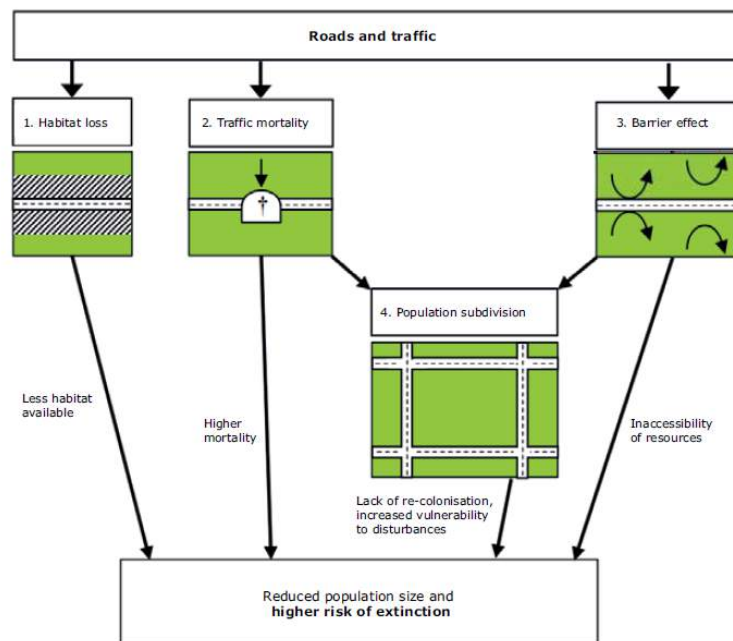 Roads and traffic
1. Habitat loss
2. Traffic mortality
3. Barrier effect
†
4. Population subdivision
Less habitat
available
Higher
mortality
Inaccessibility
of resources
Lack of re-colonisation,
increased vulnerability
to disturbances
Reduced population size and
higher risk of extinction